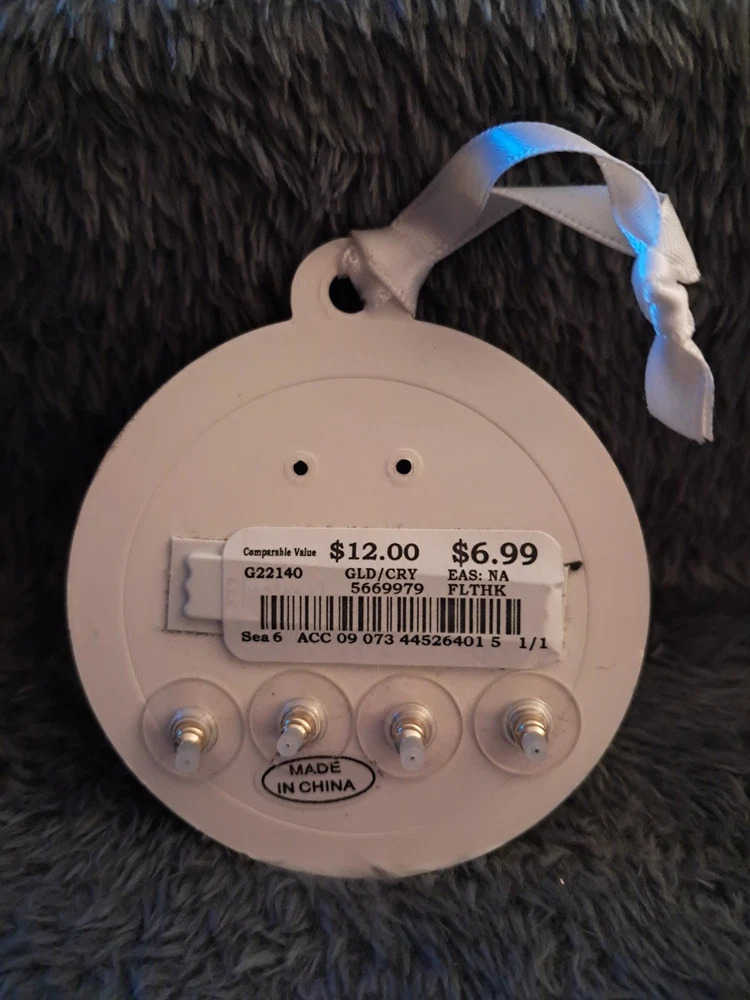 Comparable Value $12.00 $6.99
G22140 GLD/CRY EAS: NA
5669979 FLTHK
Sea 6 ACC 09 073 44526401 5 1/1
MADE
IN CHINA